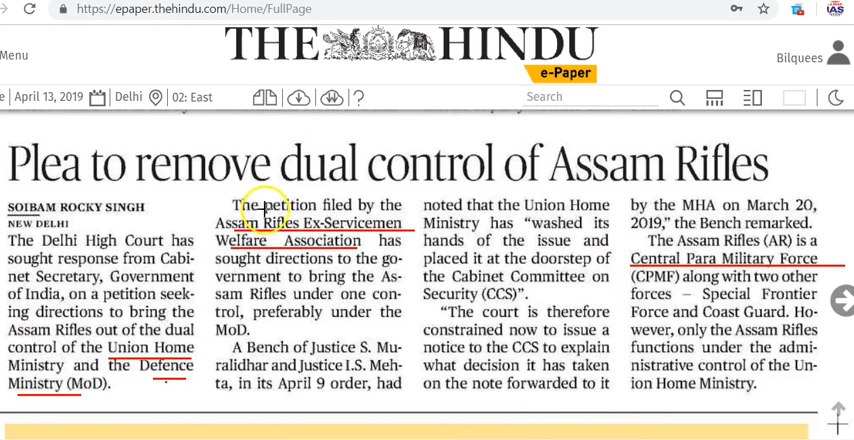 https://epaper.thehindu.com/Home/FullPage
THE HINDU
e-Paper
Menu
Bilquees
e | April 13, 2019 | Delhi | 02: East
Search
Plea to remove dual control of Assam Rifles
SOIBAM ROCKY SINGH
NEW DELHI
The Delhi High Court has
sought response from Cabi-
net Secretary, Government
of India, on a petition seek-
ing directions to bring the
Assam Rifles out of the dual
control of the Union Home
Ministry and the Defence
Ministry (MoD).
The petition filed by the
Assam Rifles Ex-Servicemen
Welfare Association has
sought directions to the go-
vernment to bring the As-
sam Rifles under one con-
trol, preferably under the
MoD.
A Bench of Justice S. Mu-
ralidhar and Justice I.S. Meh-
ta, in its April 9 order, had
noted that the Union Home
Ministry has “washed its
hands of the issue and
placed it at the doorstep of
the Cabinet Committee on
Security (CCS)”.
“The court is therefore
constrained now to issue a
notice to the CCS to explain
what decision it has taken
on the note forwarded to it
by the MHA on March 20,
2019,” the Bench remarked.
The Assam Rifles (AR) is a
Central Para Military Force
(CPMF) along with two other
forces – Special Frontier
Force and Coast Guard. Ho-
wever, only the Assam Rifles
functions under the admi-
nistrative control of the Un-
ion Home Ministry.
IAS